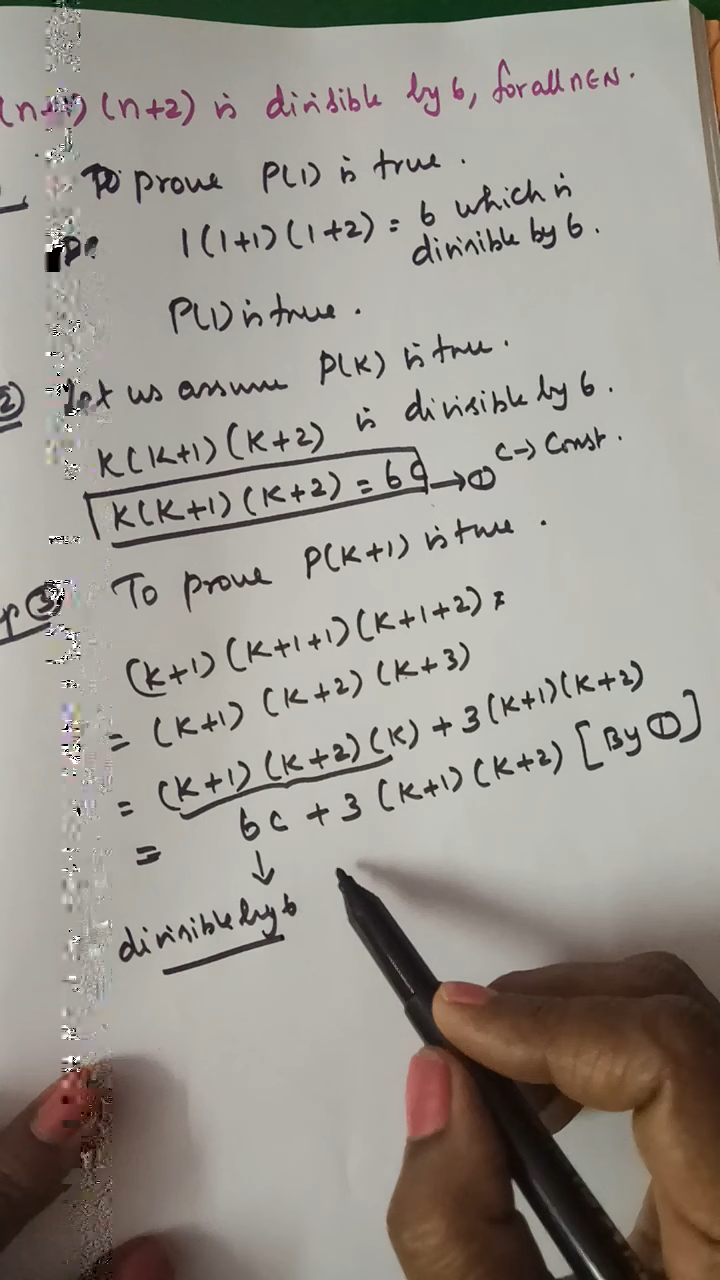 (n+1) (n+2) is divisible by 6, for all n∈N.
To prove P(1) is true.
1(1+1)(1+2) = 6 which is
divisible by 6.
P(1) is true.
② Let us assume P(K) is true.
K(K+1)(K+2) is divisible by 6.
K(K+1)(K+2) = 6C →① C→ Const.
③ To prove P(K+1) is true.
(K+1)(K+1+1)(K+1+2)
= (K+1) (K+2) (K+3)
= (K+1) (K+2) (K) + 3(K+1)(K+2)
= 6C + 3 (K+1) (K+2) [By ①]
↓
divisible by 6